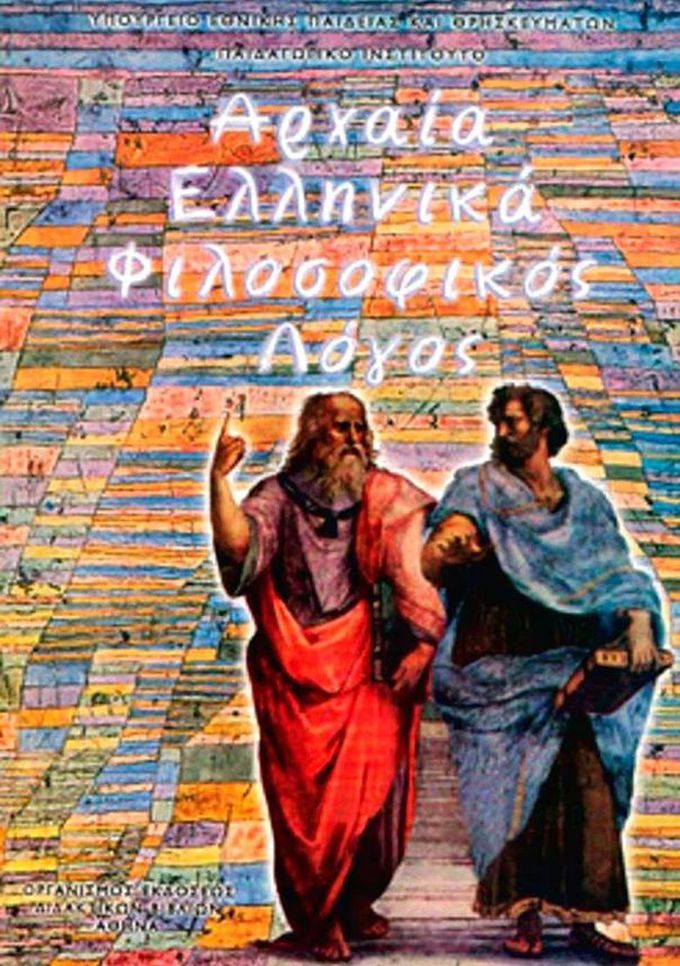 ΥΠΟΥΡΓΕΙΟ ΕΘΝΙΚΗΣ ΠΑΙΔΕΙΑΣ ΚΑΙ ΘΡΗΣΚΕΥΜΑΤΩΝ
ΠΑΙΔΑΓΩΓΙΚΟ ΙΝΣΤΙΤΟΥΤΟ
Αρχαία
Ελληνικά
Φιλοσοφικός
Λόγος
ΟΡΓΑΝΙΣΜΟΣ ΕΚΔΟΣΕΩΣ
ΔΙΔΑΚΤΙΚΩΝ ΒΙΒΛΙΩΝ
ΑΘΗΝΑ